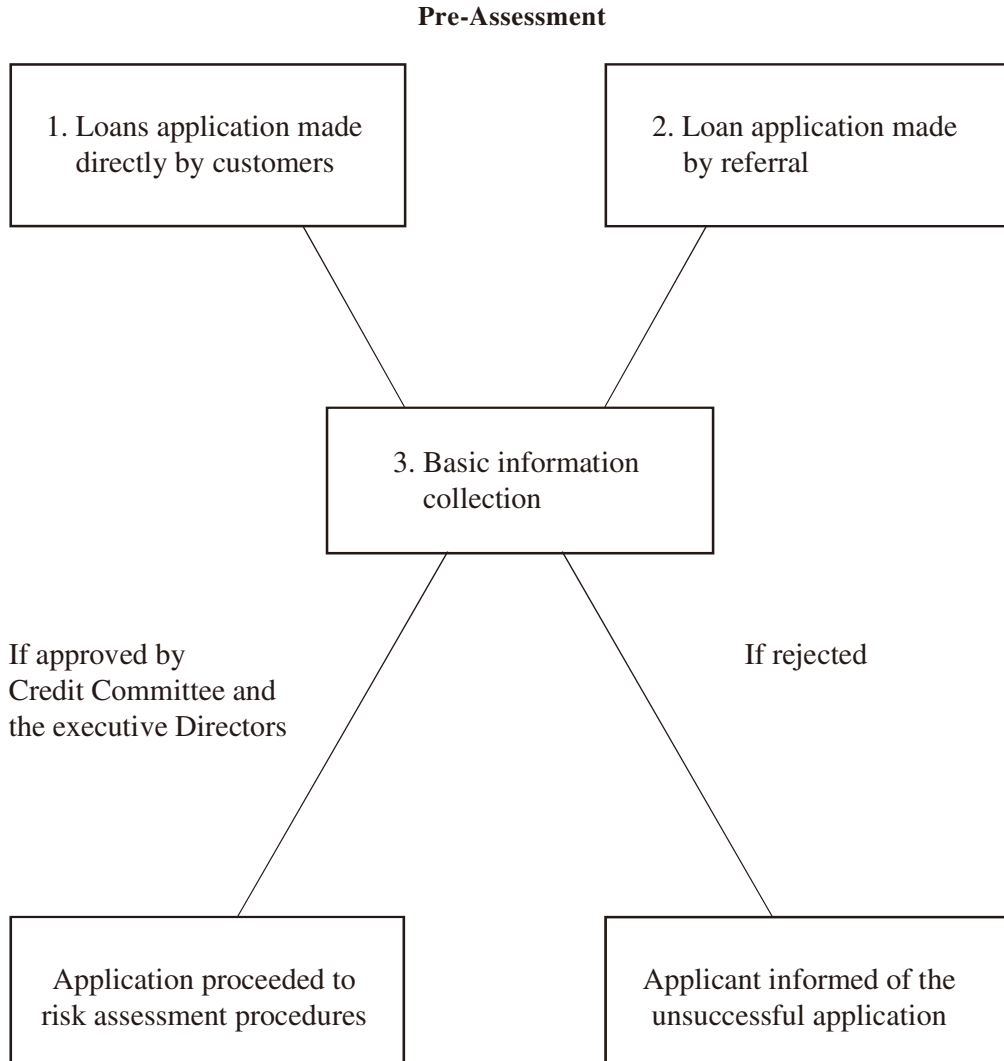 Pre-Assessment
1. Loans application made
directly by customers
2. Loan application made
by referral
3. Basic information
collection
If approved by
Credit Committee and
the executive Directors
If rejected
Application proceeded to
risk assessment procedures
Applicant informed of the
unsuccessful application